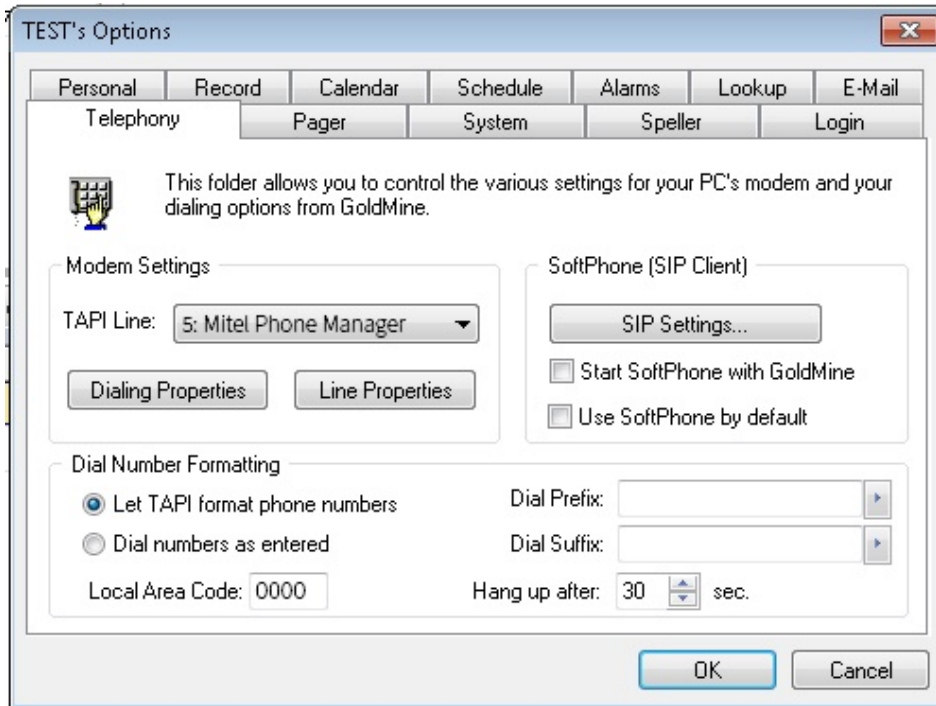 TEST's Options
Personal Record Calendar Schedule Alarms Lookup E-Mail
Telephony Pager System Speller Login
This folder allows you to control the various settings for your PC's modem and your
dialing options from GoldMine.
Modem Settings
TAPI Line: 5: Mitel Phone Manager
Dialing Properties Line Properties
SoftPhone (SIP Client)
SIP Settings...
Start SoftPhone with GoldMine
Use SoftPhone by default
Dial Number Formatting
Let TAPI format phone numbers
Dial numbers as entered
Local Area Code: 0000
Dial Prefix:
Dial Suffix:
Hang up after: 30 sec.
OK Cancel